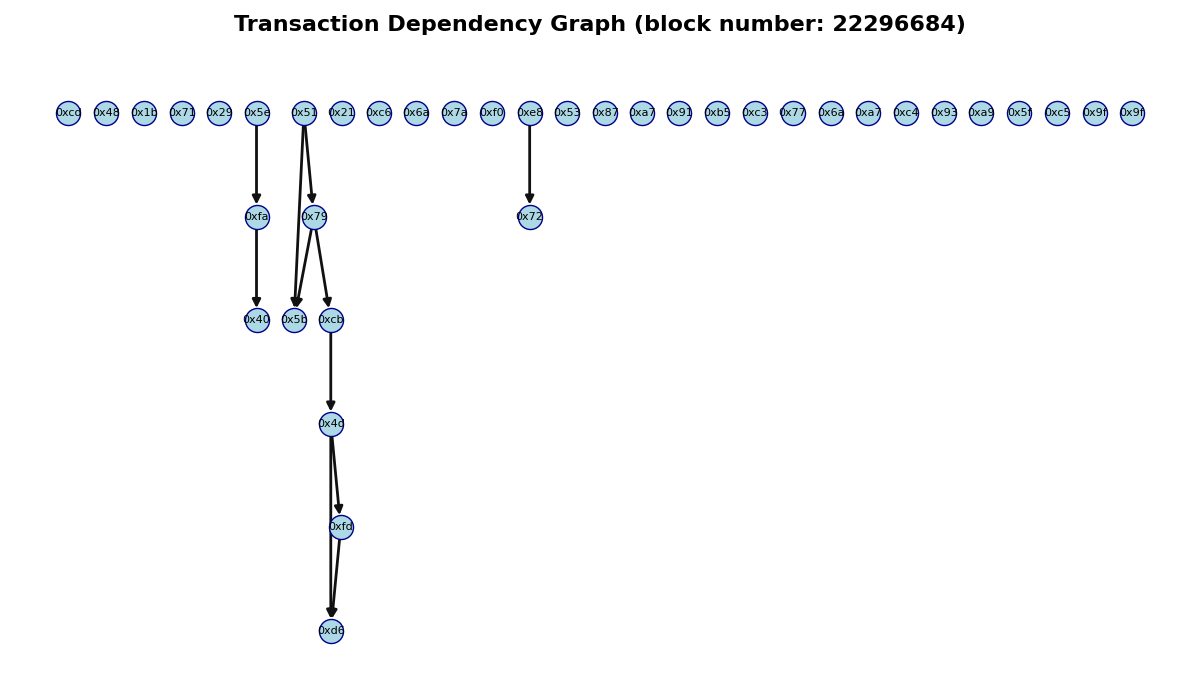 Transaction Dependency Graph (block number: 22296684)
0xcd 0x48 0x1b 0x71 0x29 0x5e 0x51 0x21 0xc6 0x6a 0x7a 0xf0 0xe8 0x53 0x87 0xa7 0x91 0xb5 0xc3 0x77 0x6a 0xa7 0xc4 0x93 0xa9 0x5f 0xc5 0x9f 0x9f
0xfa 0x79 0x72
0x40 0x5b 0xcb
0x4d
0xfd
0xd6